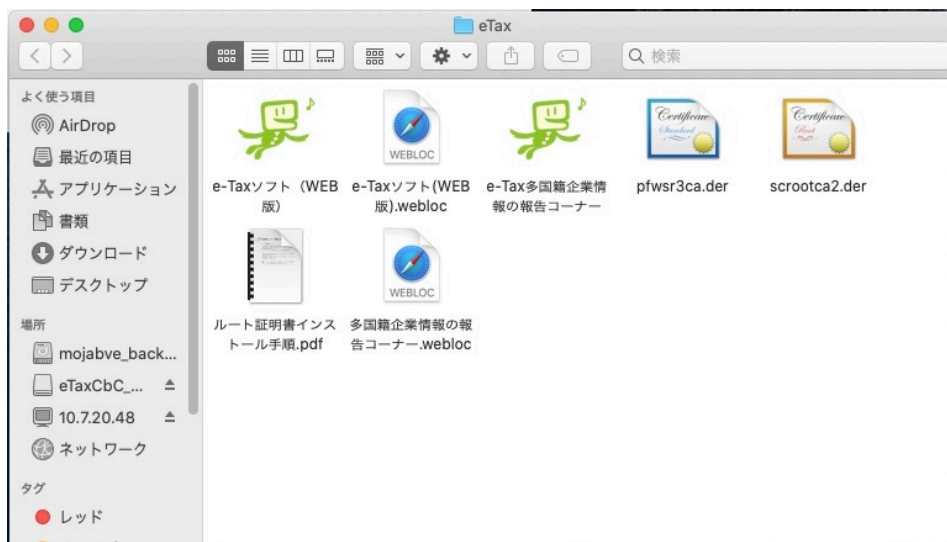 eTax
検索
よく使う項目
AirDrop
最近の項目
アプリケーション
書類
ダウンロード
デスクトップ
場所
mojabve_back...
eTaxCbC_...
10.7.20.48
ネットワーク
タグ
レッド
e-Taxソフト（WEB
版）
WEBLOC
e-Taxソフト(WEB
版).webloc
e-Tax多国籍企業情
報の報告コーナー
Certificate
Standard
pfwsr3ca.der
Certificate
Root
scrootca2.der
ルート証明書インス
トール手順.pdf
WEBLOC
多国籍企業情報の報
告コーナー.webloc